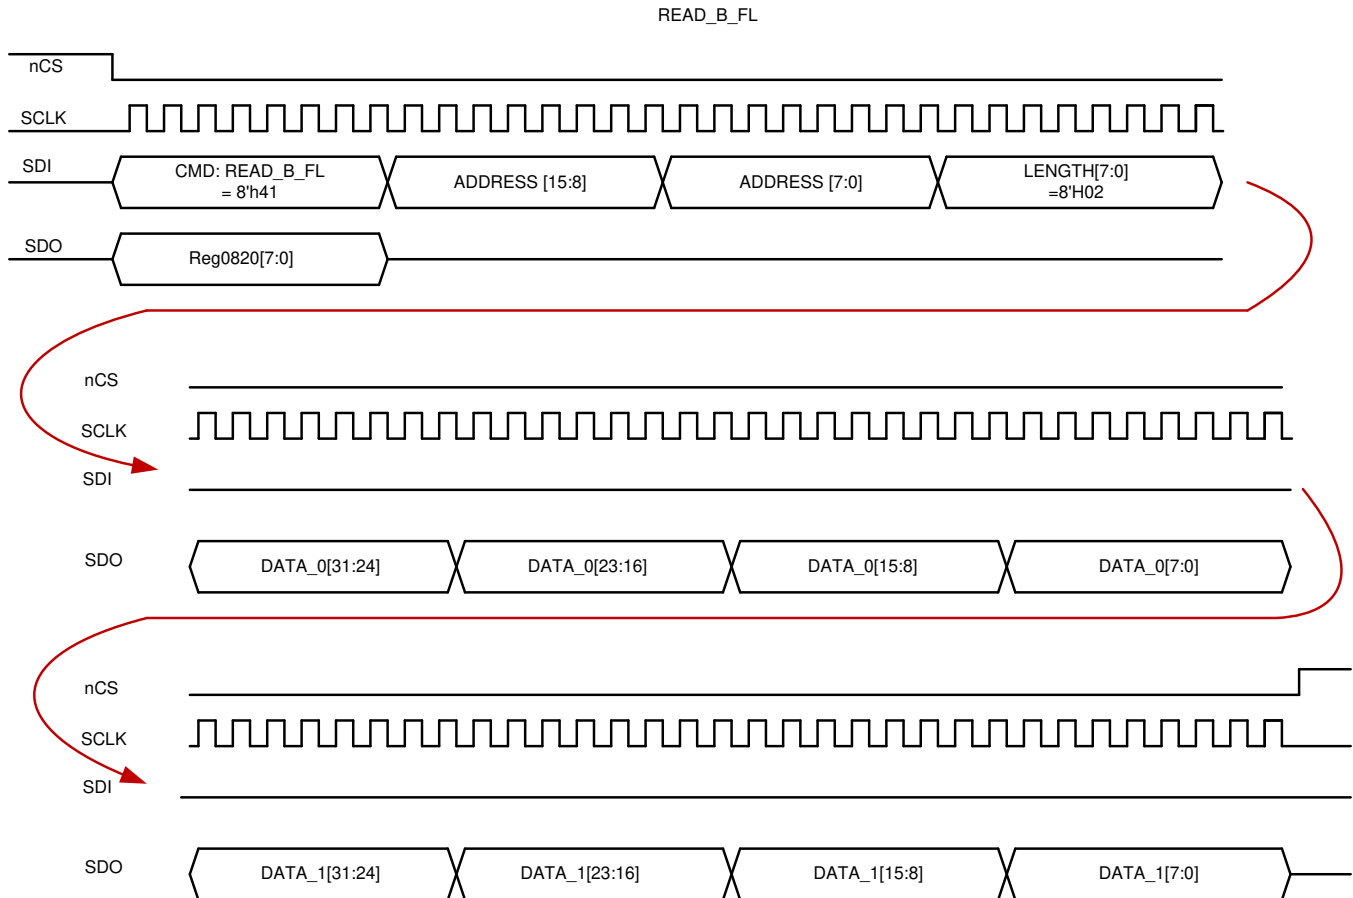 READ_B_FL
nCS
SCLK
SDI
CMD: READ_B_FL
= 8'h41
ADDRESS [15:8]
ADDRESS [7:0]
LENGTH[7:0]
=8'H02
SDO
Reg0820[7:0]
nCS
SCLK
SDI
SDO
DATA_0[31:24]
DATA_0[23:16]
DATA_0[15:8]
DATA_0[7:0]
nCS
SCLK
SDI
SDO
DATA_1[31:24]
DATA_1[23:16]
DATA_1[15:8]
DATA_1[7:0]